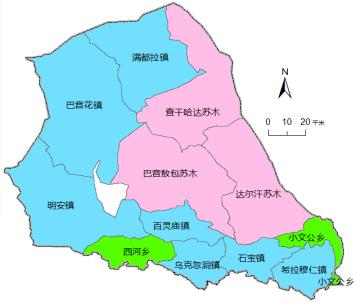 满都拉镇
N
巴音花镇
查干哈达苏木
0 10 20 千米
巴音敖包苏木
达尔汗苏木
明安镇
百灵庙镇
小文公乡
西河乡
石宝镇
乌克忽洞镇
希拉穆仁镇
小文公乡